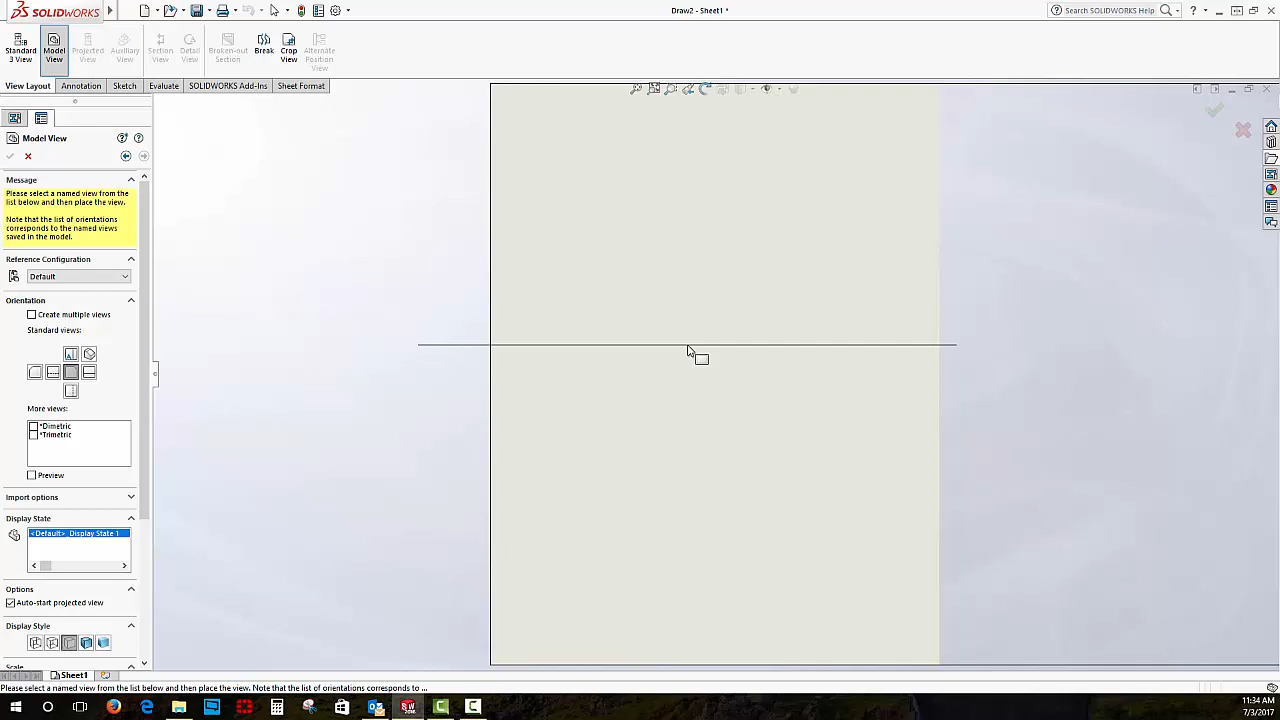 SOLIDWORKS
Draw2 - Sheet1 *
Search SOLIDWORKS Help
Standard 3 View
Model View
Projected View
Auxiliary View
Section View
Detail View
Broken-out Section
Break
Crop View
Alternate Position View
View Layout
Annotation
Sketch
Evaluate
SOLIDWORKS Add-Ins
Sheet Format
Model View
Message
Please select a named view from the
list below and then place the view.
Note that the list of orientations
corresponds to the named views
saved in the model.
Reference Configuration
Default
Orientation
Create multiple views
Standard views:
More views:
*Dimetric
*Trimetric
Preview
Import options
Display State
<Default>_Display State 1
Options
Auto-start projected view
Display Style
Scale
Sheet1
Please select a named view from the list below and then place the view. Note that the list of orientations corresponds to ...
11:34 AM
7/3/2017